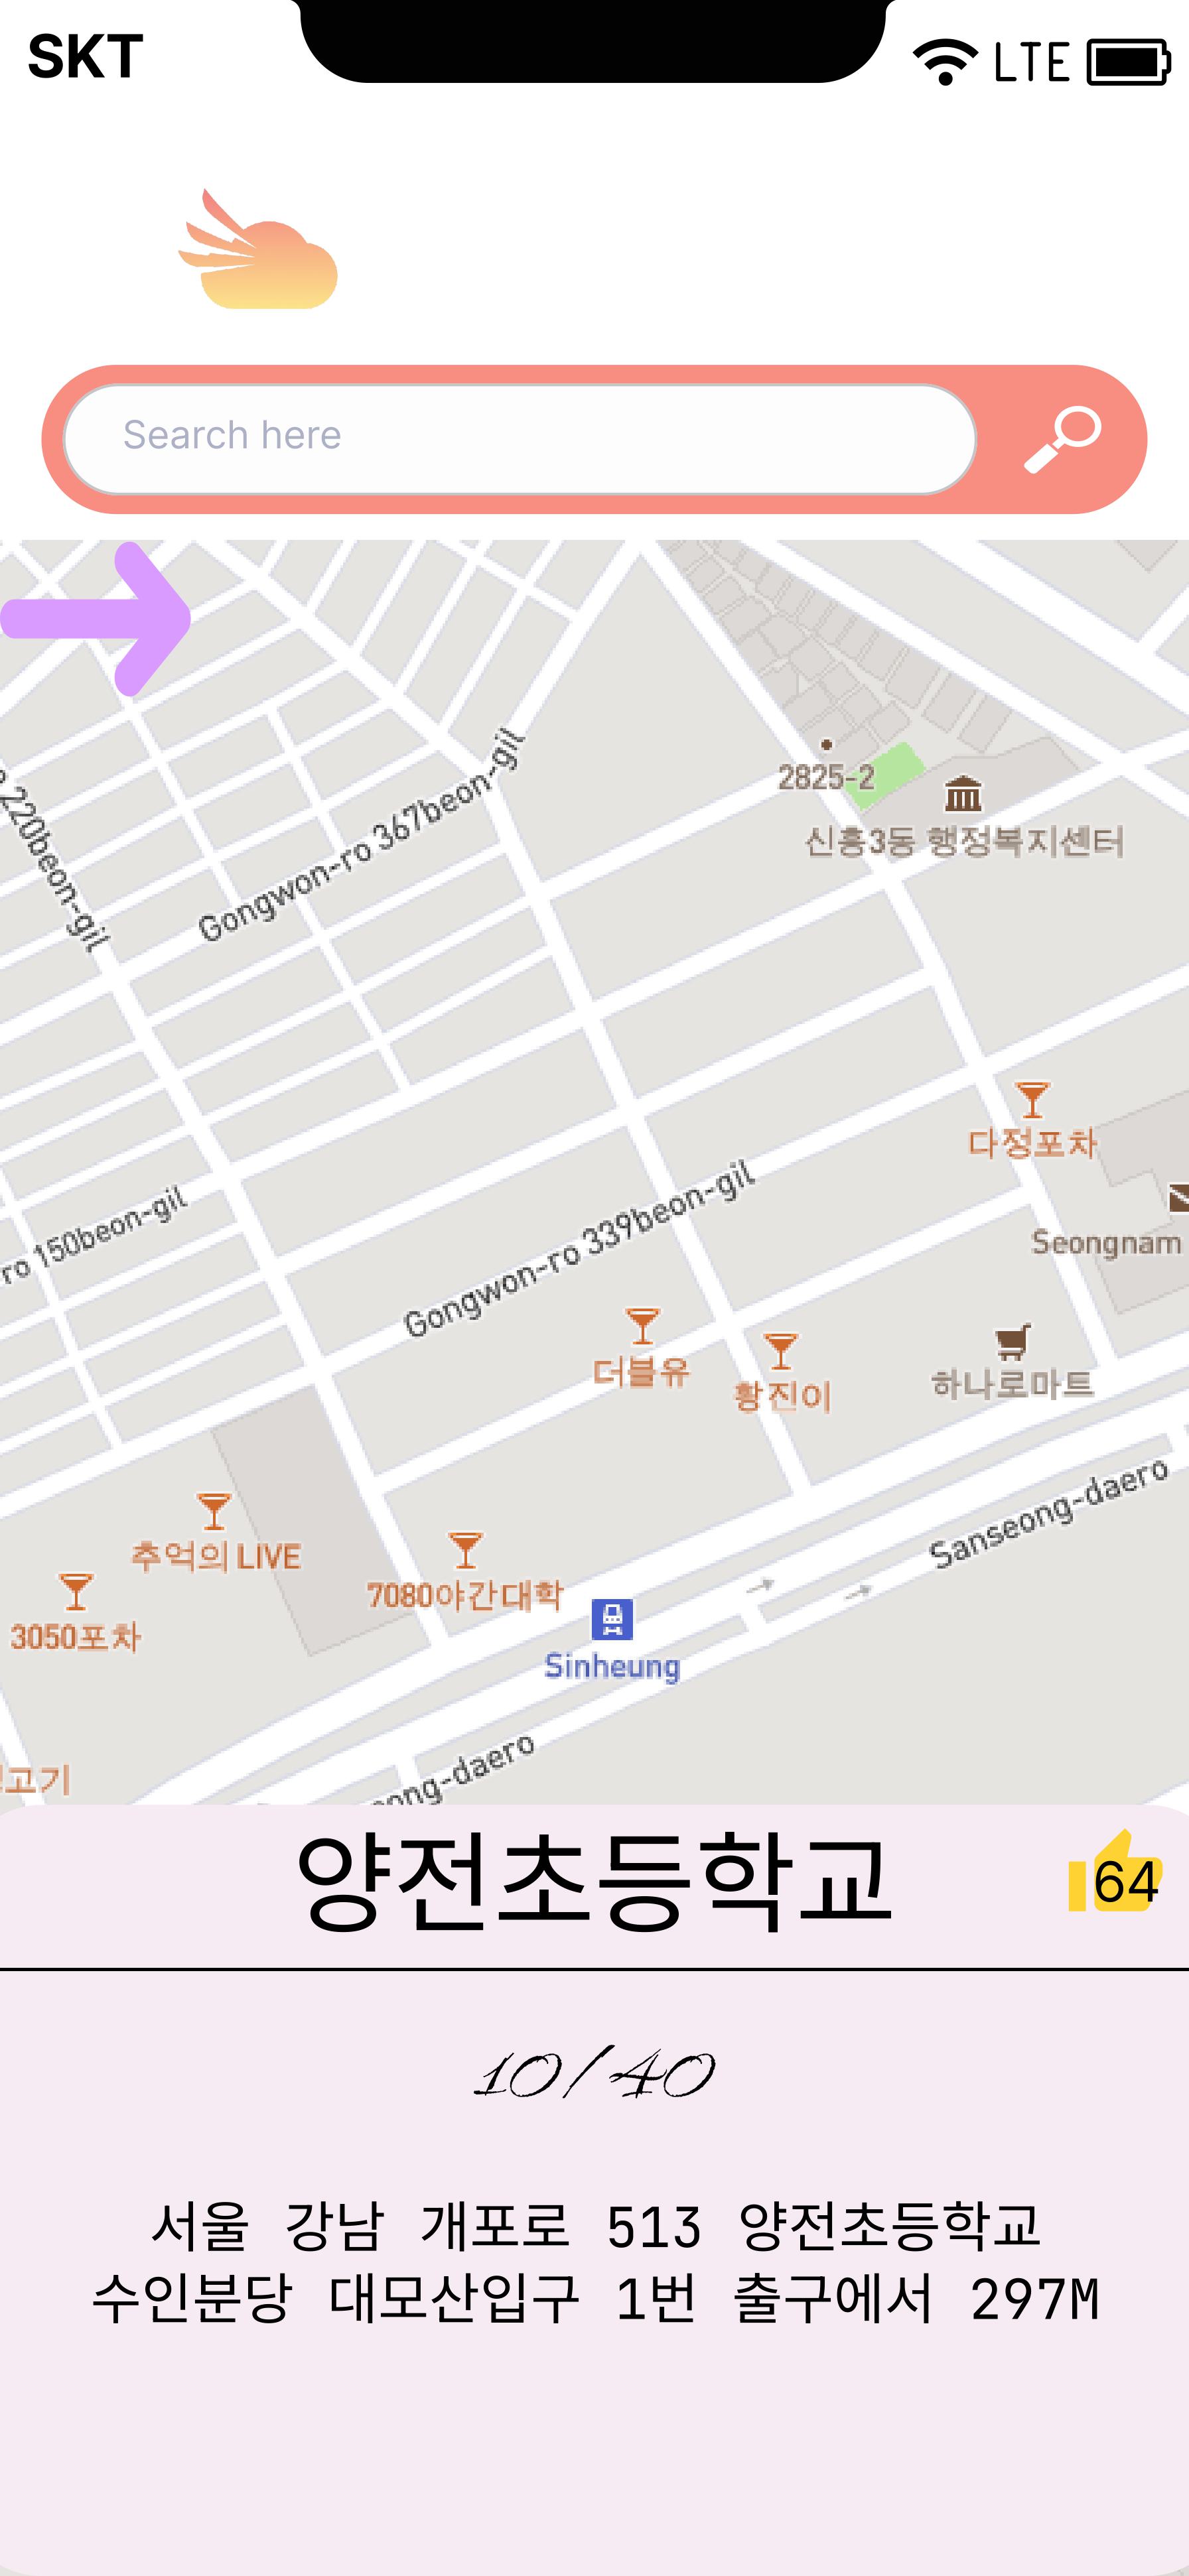 SKT
LTE
Search here
2825-2
신흥3동 행정복지센터
220beon-gil
Gongwon-ro 367beon-gil
다정포차
ro 150beon-gil
Gongwon-ro 339beon-gil
Seongnam
더블유
황진이
하나로마트
Sanseong-daero
추억의 LIVE
7080야간대학
3050포차
Sinheung
고기
ong-daero
양전초등학교
64
10/40
서울 강남 개포로 513 양전초등학교
수인분당 대모산입구 1번 출구에서 297M